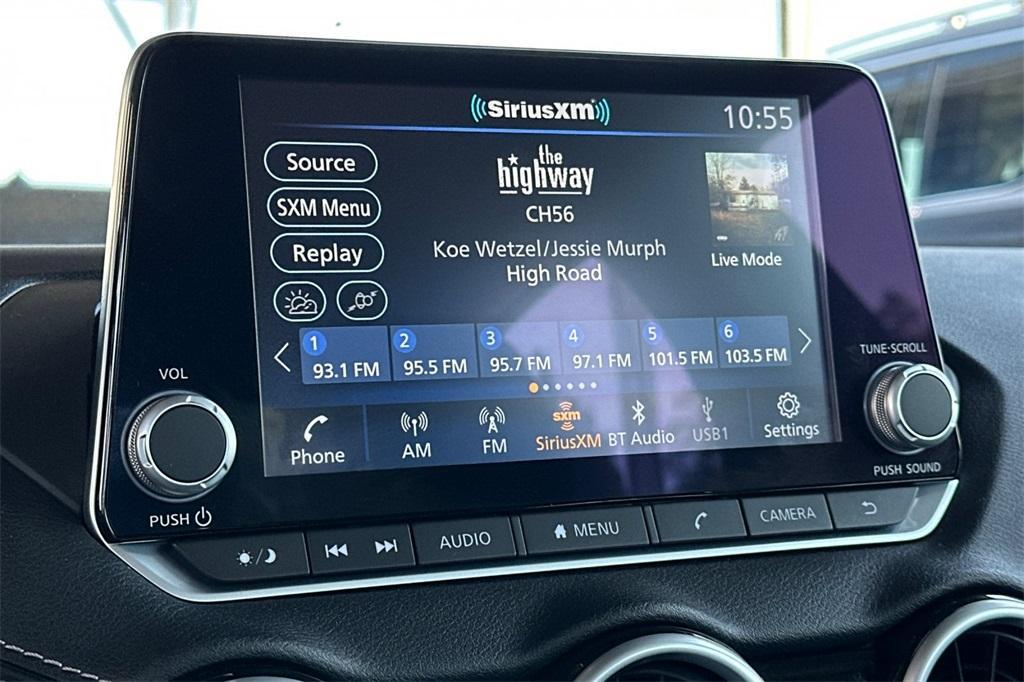 SiriusXM
10:55
Source
SXM Menu
Replay
the
highway
CH56
Koe Wetzel/Jessie Murph
High Road
Live Mode
1 93.1 FM
2 95.5 FM
3 95.7 FM
4 97.1 FM
5 101.5 FM
6 103.5 FM
Phone
AM
FM
sxm
SiriusXM
BT Audio
USB1
Settings
VOL
PUSH
TUNE·SCROLL
PUSH SOUND
AUDIO
MENU
CAMERA